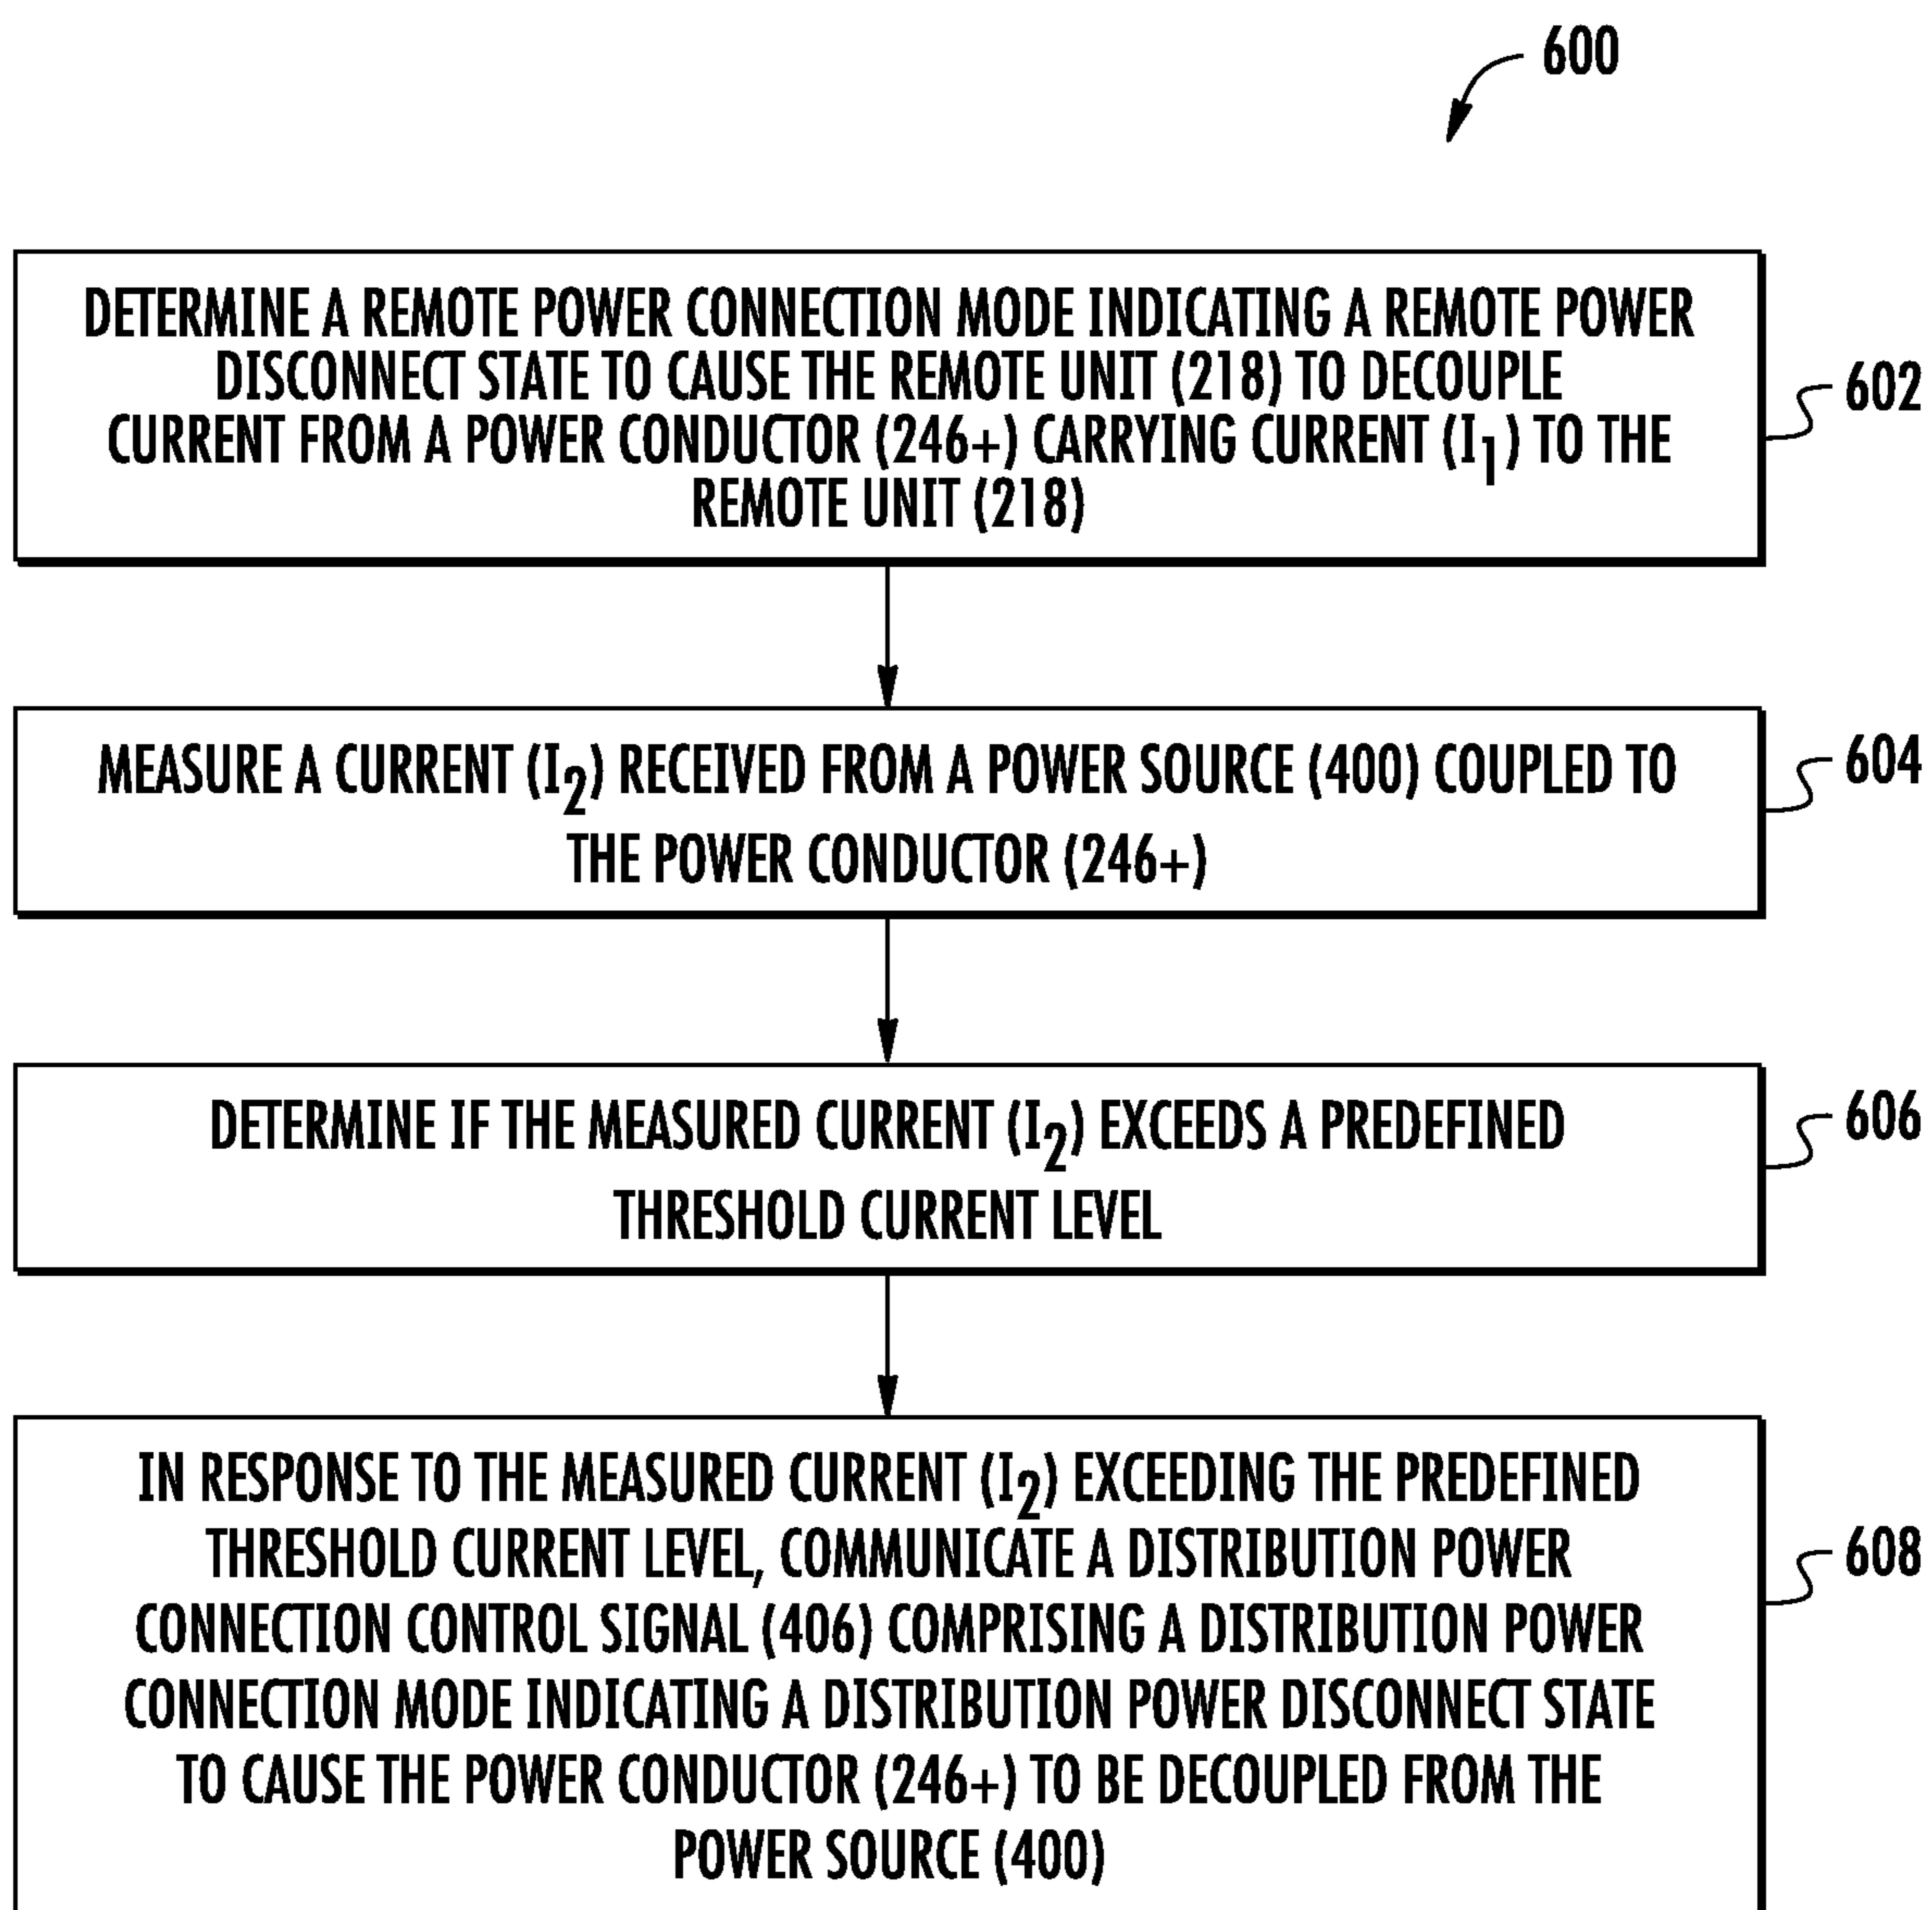 600
DETERMINE A REMOTE POWER CONNECTION MODE INDICATING A REMOTE POWER
DISCONNECT STATE TO CAUSE THE REMOTE UNIT (218) TO DECOUPLE
CURRENT FROM A POWER CONDUCTOR (246+) CARRYING CURRENT (I1) TO THE
REMOTE UNIT (218)
602
MEASURE A CURRENT (I2) RECEIVED FROM A POWER SOURCE (400) COUPLED TO
THE POWER CONDUCTOR (246+)
604
DETERMINE IF THE MEASURED CURRENT (I2) EXCEEDS A PREDEFINED
THRESHOLD CURRENT LEVEL
606
IN RESPONSE TO THE MEASURED CURRENT (I2) EXCEEDING THE PREDEFINED
THRESHOLD CURRENT LEVEL, COMMUNICATE A DISTRIBUTION POWER
CONNECTION CONTROL SIGNAL (406) COMPRISING A DISTRIBUTION POWER
CONNECTION MODE INDICATING A DISTRIBUTION POWER DISCONNECT STATE
TO CAUSE THE POWER CONDUCTOR (246+) TO BE DECOUPLED FROM THE
POWER SOURCE (400)
608